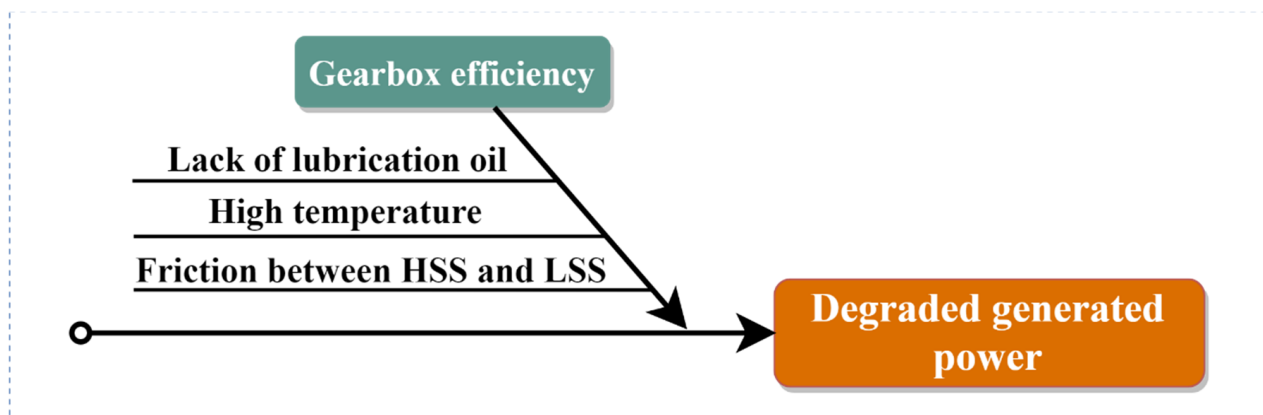 Gearbox efficiency
Lack of lubrication oil
High temperature
Friction between HSS and LSS
Degraded generated
power